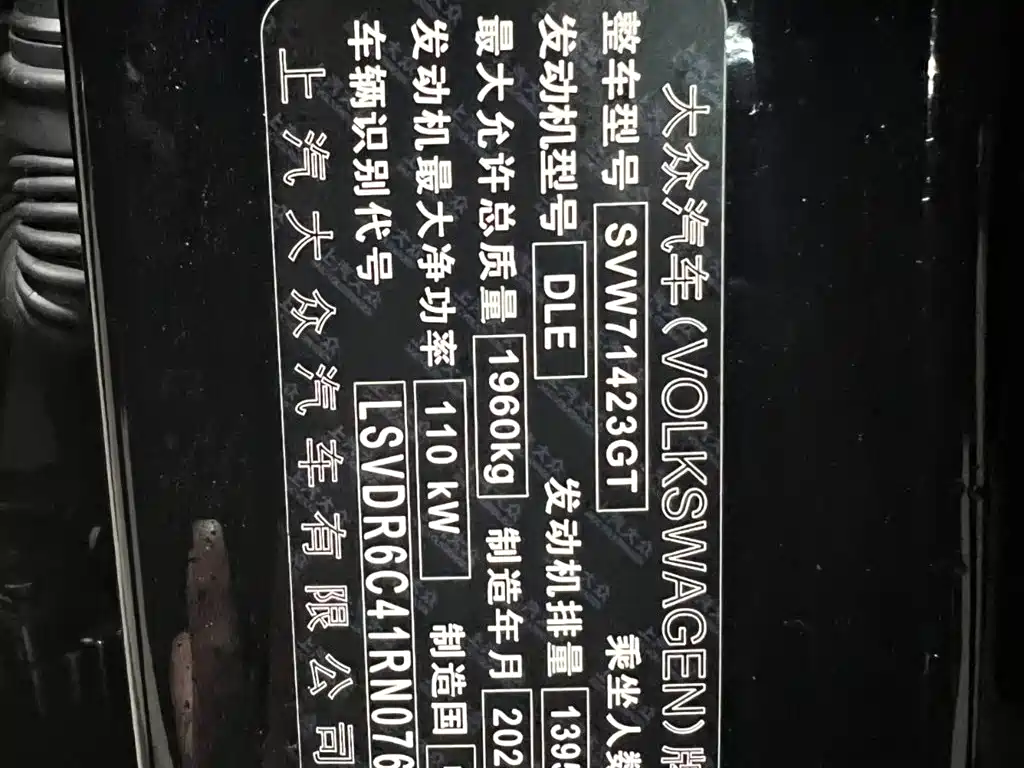 大众汽车(VOLKSWAGEN)牌
整车型号 SVW71423GT 乘坐人数
发动机型号 DLE 发动机排量 1395
最大允许总质量 1960kg 制造年月 202
发动机最大净功率 110 kW 制造国
车辆识别代号 LSVDR6C41RN076
上汽大众汽车有限公司